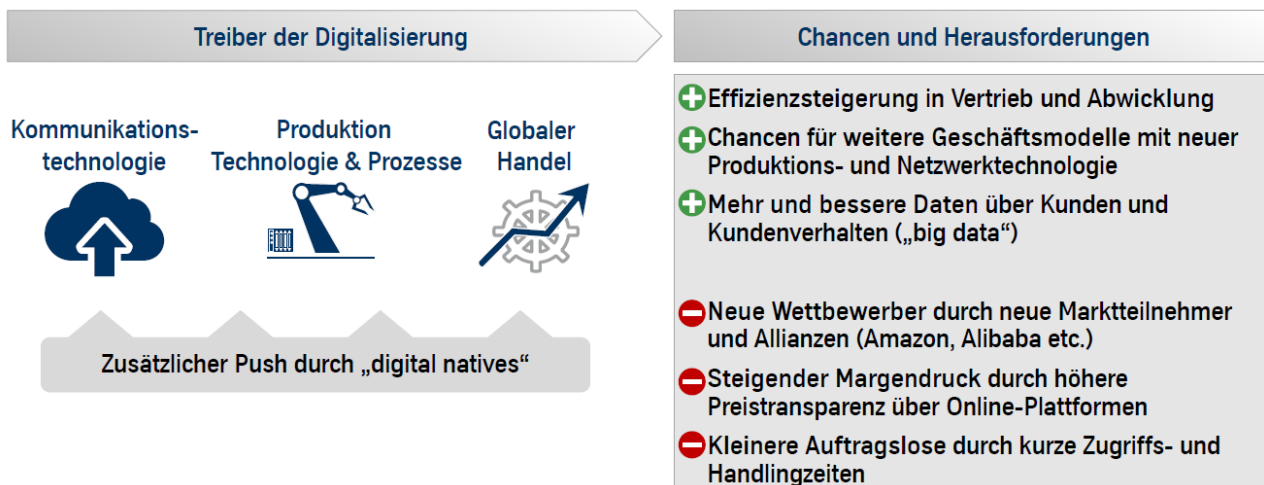 Treiber der Digitalisierung
Kommunikations-
technologie
Produktion
Technologie & Prozesse
Globaler
Handel
Zusätzlicher Push durch „digital natives“
Chancen und Herausforderungen
Effizienzsteigerung in Vertrieb und Abwicklung
Chancen für weitere Geschäftsmodelle mit neuer
Produktions- und Netzwerktechnologie
Mehr und bessere Daten über Kunden und
Kundenverhalten („big data“)
Neue Wettbewerber durch neue Marktteilnehmer
und Allianzen (Amazon, Alibaba etc.)
Steigender Margendruck durch höhere
Preistransparenz über Online-Plattformen
Kleinere Auftragslose durch kurze Zugriffs- und
Handlingzeiten